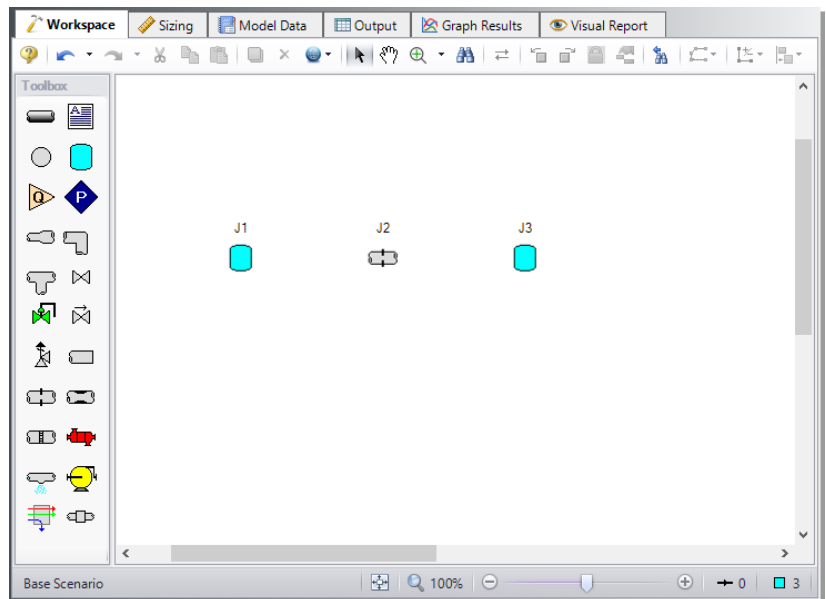 Workspace Sizing Model Data Output Graph Results Visual Report
Toolbox
A
Q P
J1 J2 J3
Base Scenario 100% 0 3